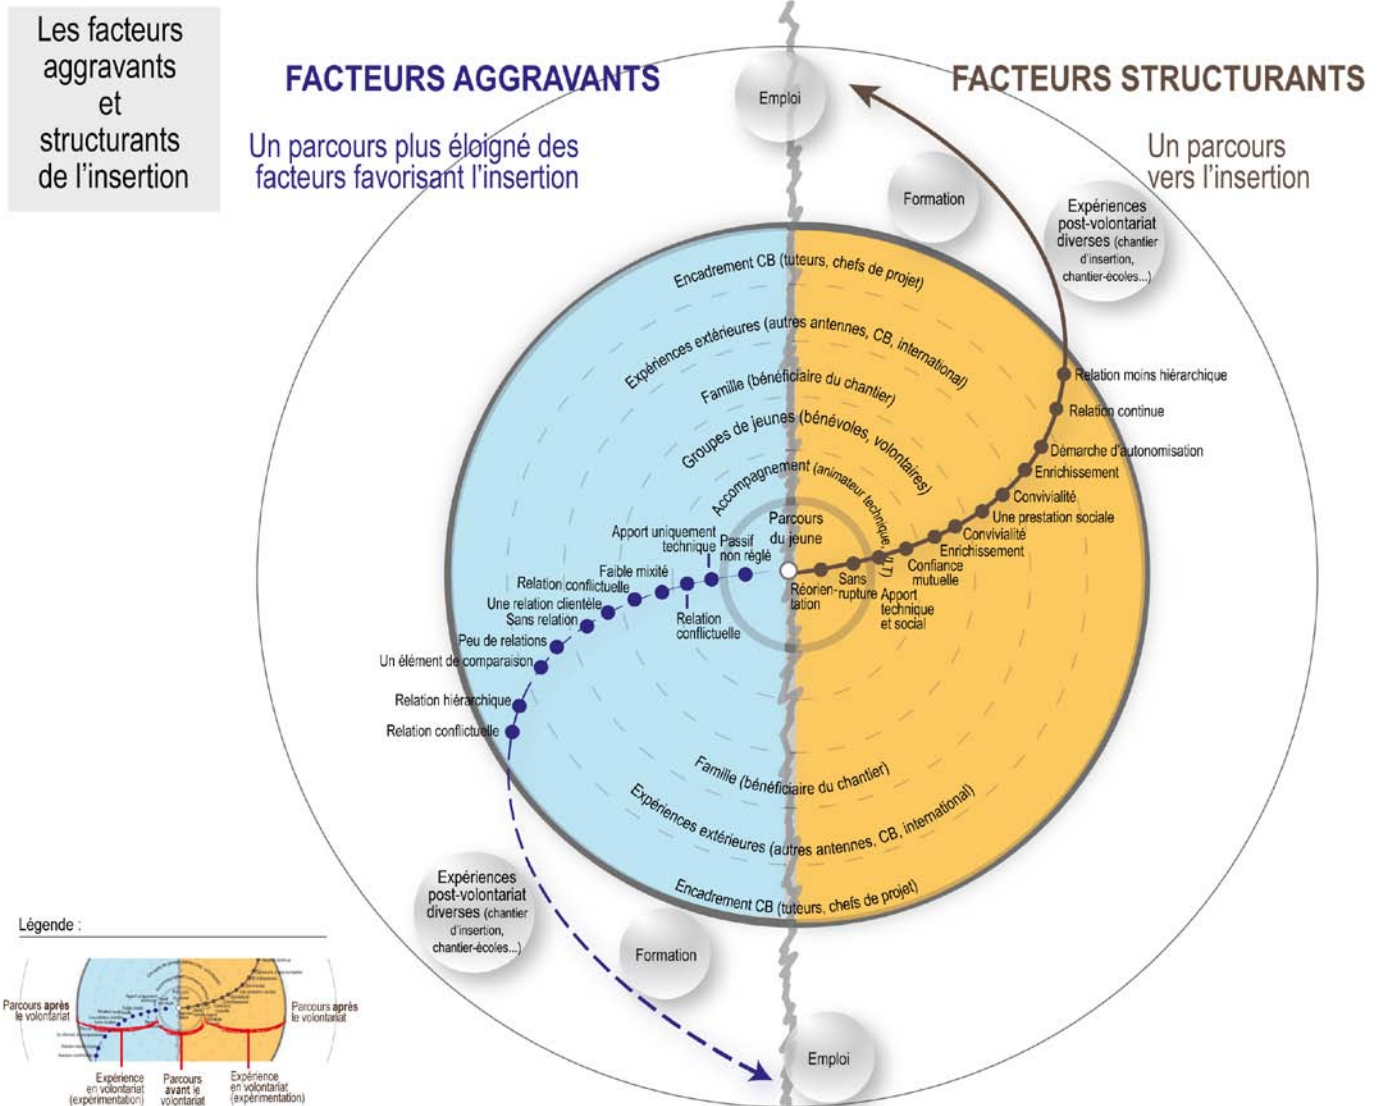 Les facteurs
aggravants
et
structurants
de l'insertion
FACTEURS AGGRAVANTS
Un parcours plus éloigné des
facteurs favorisant l'insertion
FACTEURS STRUCTURANTS
Un parcours
vers l'insertion
Emploi
Formation
Expériences
post-volontariat
diverses (chantier
d'insertion,
chantier-écoles...)
Encadrement CB (tuteurs, chefs de projet)
Expériences extérieures (autres antennes, CB, international)
Famille (bénéficiaire du chantier)
Groupes de jeunes (bénévoles, volontaires)
Accompagnement (animateur technique, ILT)
Parcours
du jeune
Relation moins hiérarchique
Relation continue
Démarche d'autonomisation
Enrichissement
Convivialité
Une prestation sociale
Convivialité
Enrichissement
Confiance
mutuelle
Apport
technique
et social
Sans
rupture
Réorien-
tation
Passif
non réglé
Apport uniquement
technique
Relation
conflictuelle
Faible mixité
Relation conflictuelle
Une relation clientèle
Sans relation
Peu de relations
Un élément de comparaison
Relation hiérarchique
Relation conflictuelle
Famille (bénéficiaire du chantier)
Expériences extérieures (autres antennes, CB, international)
Encadrement CB (tuteurs, chefs de projet)
Expériences
post-volontariat
diverses (chantier
d'insertion,
chantier-écoles...)
Formation
Emploi
Légende :
Parcours après
le volontariat
Parcours après
le volontariat
Expérience
en volontariat
(expérimentation)
Parcours
avant le
volontariat
Expérience
en volontariat
(expérimentation)